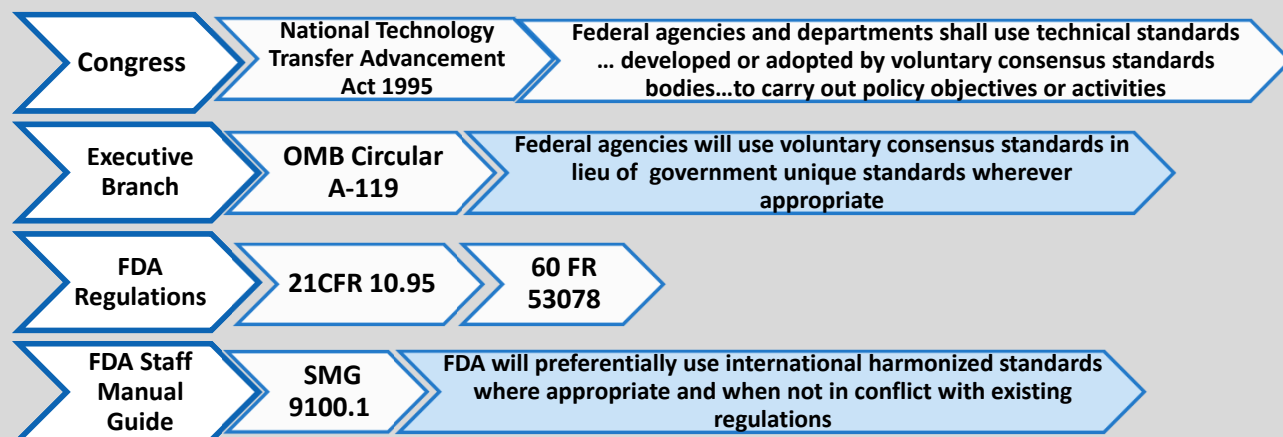 Congress
National Technology
Transfer Advancement
Act 1995
Federal agencies and departments shall use technical standards
… developed or adopted by voluntary consensus standards
bodies…to carry out policy objectives or activities
Executive
Branch
OMB Circular
A-119
Federal agencies will use voluntary consensus standards in
lieu of government unique standards wherever
appropriate
FDA
Regulations
21CFR 10.95
60 FR
53078
FDA Staff
Manual
Guide
SMG
9100.1
FDA will preferentially use international harmonized standards
where appropriate and when not in conflict with existing
regulations